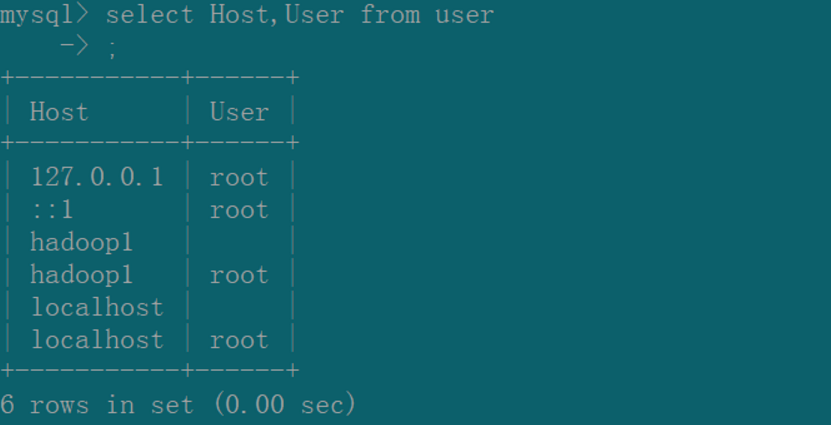 mysql> select Host,User from user
    -> ;
+-----------+------+
| Host      | User |
+-----------+------+
| 127.0.0.1 | root |
| ::1       | root |
| hadoop1   |      |
| hadoop1   | root |
| localhost |      |
| localhost | root |
+-----------+------+
6 rows in set (0.00 sec)